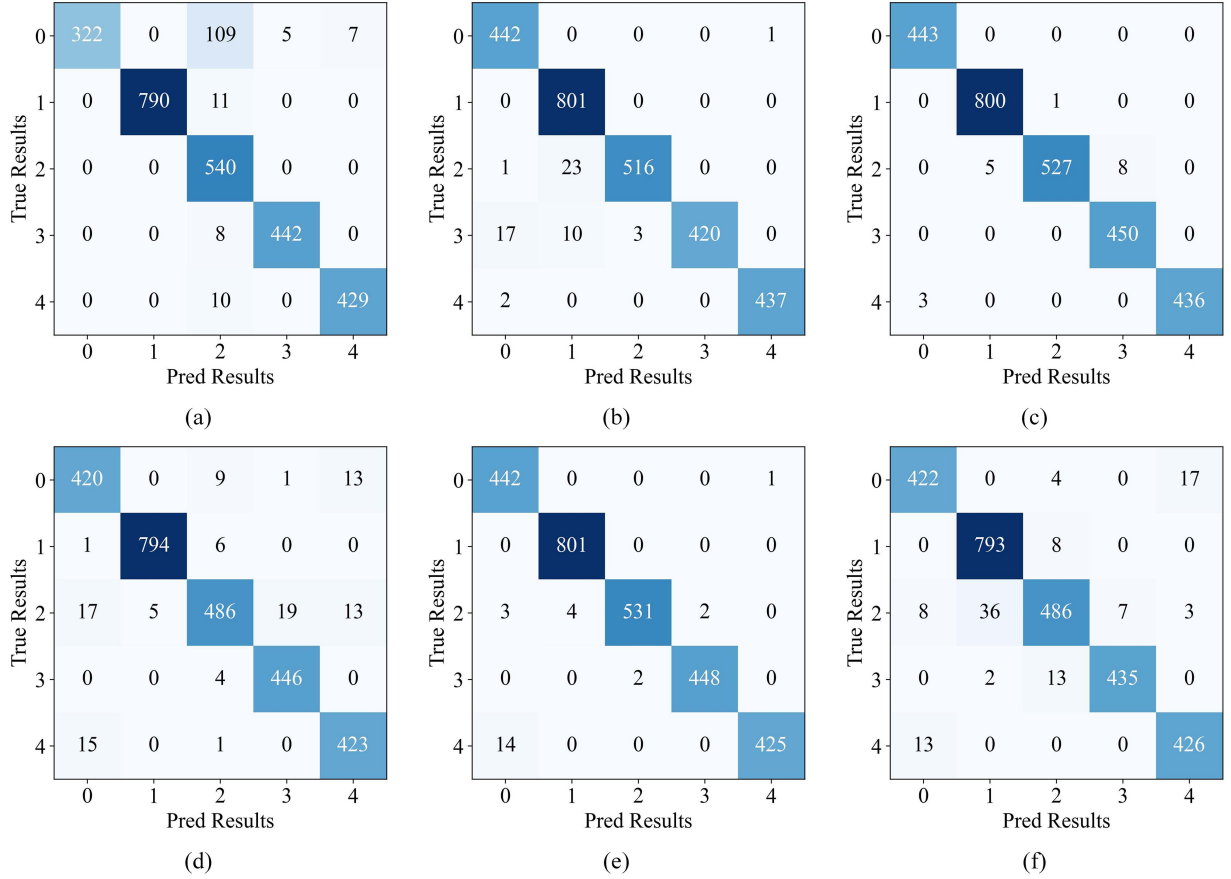 0 322 0 109 5 7
1 0 790 11 0 0
2 0 0 540 0 0
3 0 0 8 442 0
4 0 0 10 0 429
0 1 2 3 4
True Results
Pred Results
(a)
0 442 0 0 0 1
1 0 801 0 0 0
2 1 23 516 0 0
3 17 10 3 420 0
4 2 0 0 0 437
0 1 2 3 4
True Results
Pred Results
(b)
0 443 0 0 0 0
1 0 800 1 0 0
2 0 5 527 8 0
3 0 0 0 450 0
4 3 0 0 0 436
0 1 2 3 4
True Results
Pred Results
(c)
0 420 0 9 1 13
1 1 794 6 0 0
2 17 5 486 19 13
3 0 0 4 446 0
4 15 0 1 0 423
0 1 2 3 4
True Results
Pred Results
(d)
0 442 0 0 0 1
1 0 801 0 0 0
2 3 4 531 2 0
3 0 0 2 448 0
4 14 0 0 0 425
0 1 2 3 4
True Results
Pred Results
(e)
0 422 0 4 0 17
1 0 793 8 0 0
2 8 36 486 7 3
3 0 2 13 435 0
4 13 0 0 0 426
0 1 2 3 4
True Results
Pred Results
(f)